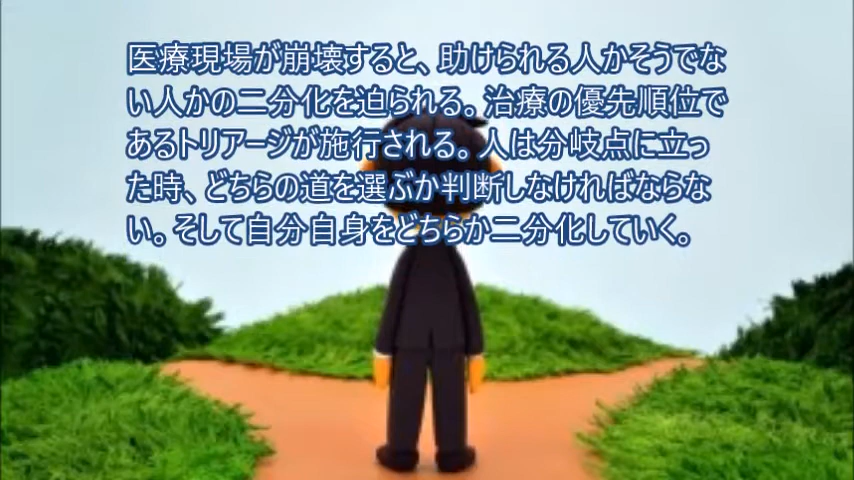 医療現場が崩壊すると、助けられる人かそうでな
い人かの二分化を迫られる。治療の優先順位で
あるトリアージが施行される。人は分岐点に立っ
た時、どちらの道を選ぶか判断しなければならな
い。そして自分自身をどちらか二分化していく。